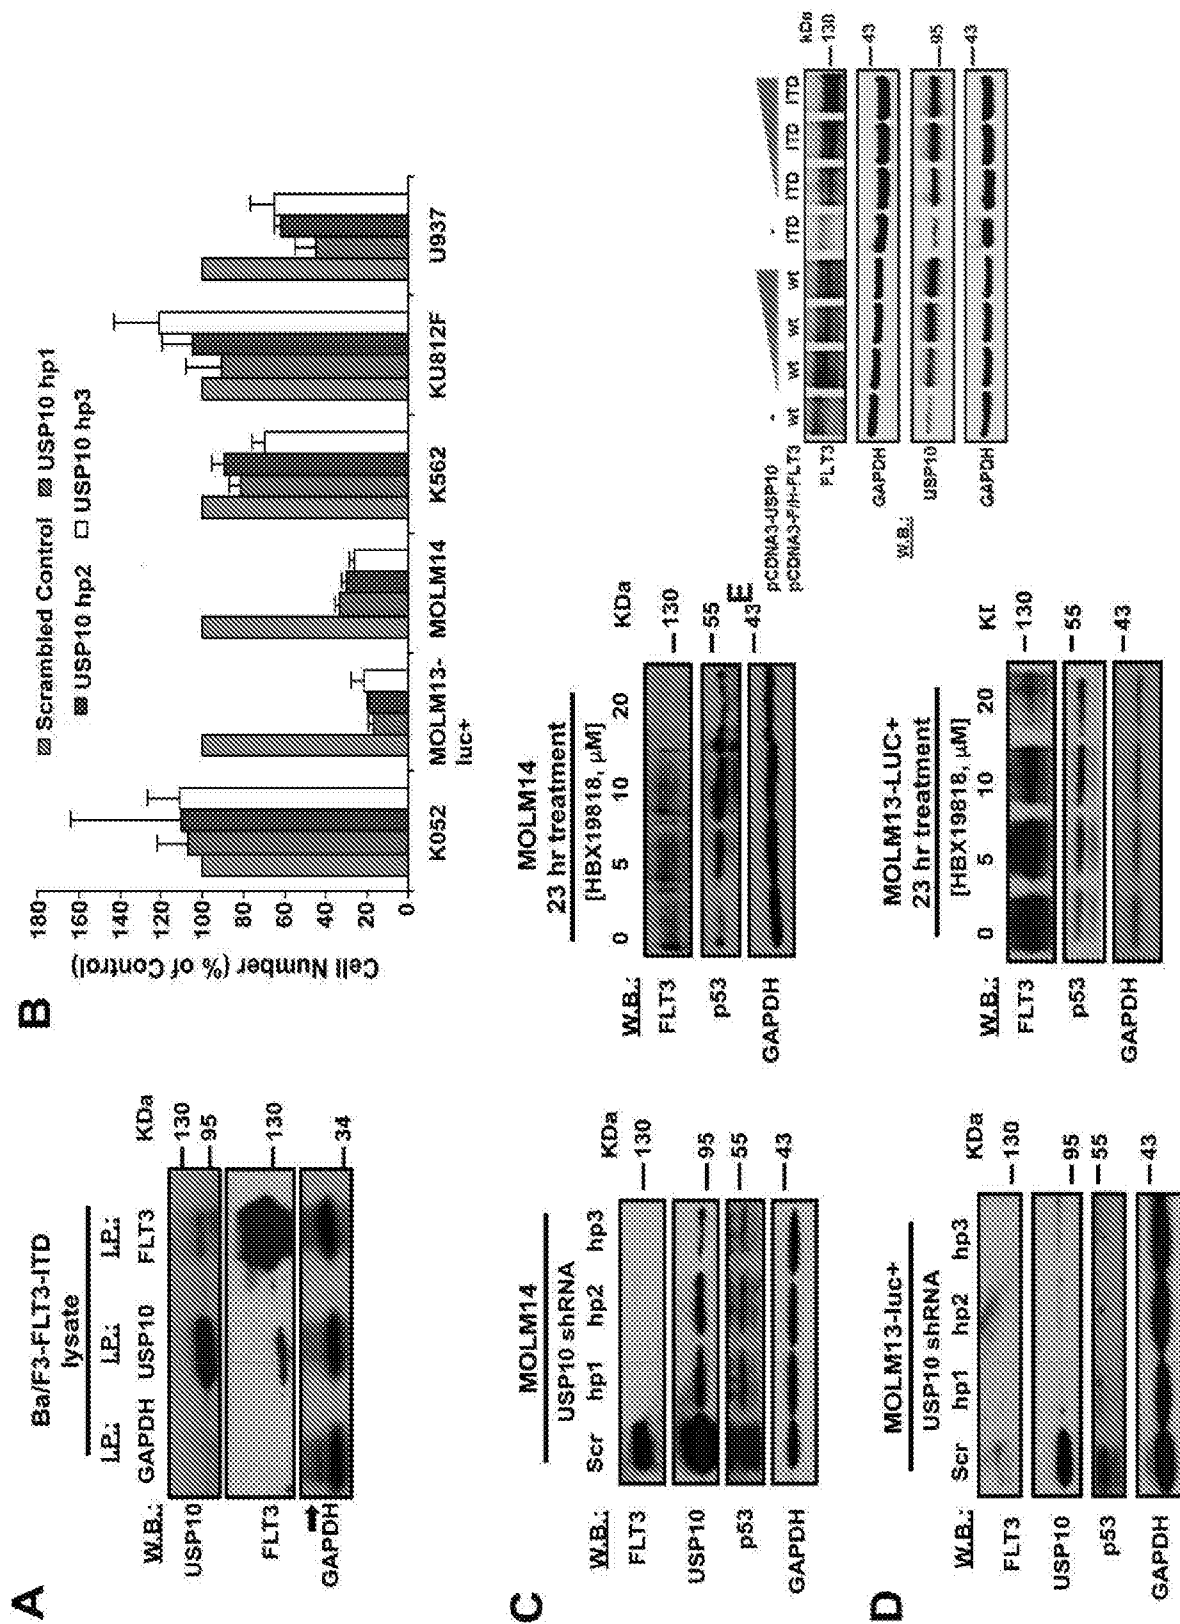 A
Ba/F3-FLT3-ITD
lysate
I.P.: I.P.: I.P.:
W.B.: GAPDH USP10 FLT3 KDa
USP10
130
95
FLT3
130
GAPDH
34
B
Scrambled Control USP10 hp1
USP10 hp2 USP10 hp3
Cell Number (% of Control)
180
160
140
120
100
80
60
40
20
0
K052 MOLM13- MOLM14 K562 KU812F U937
luc+
C
MOLM14
USP10 shRNA
W.B.: Scr hp1 hp2 hp3 KDa
FLT3
130
USP10
95
p53
55
GAPDH
43
MOLM14
23 hr treatment
[HBX19818, µM]
W.B.: 0 5 10 20 KDa
FLT3
130
p53
55
GAPDH
43
D
MOLM13-luc+
USP10 shRNA
W.B.: Scr hp1 hp2 hp3 KDa
FLT3
130
USP10
95
p53
55
GAPDH
43
MOLM13-LUC+
23 hr treatment
[HBX19818, µM]
W.B.: 0 5 10 20 KI
FLT3
130
p53
55
GAPDH
43
E
pCDNA3-USP10 -  -
pCDNA3-F/H-FLT3 wt wt wt wt ITD ITD ITD ITD kDa
FLT3
130
GAPDH
43
W.B.:
USP10
95
GAPDH
43